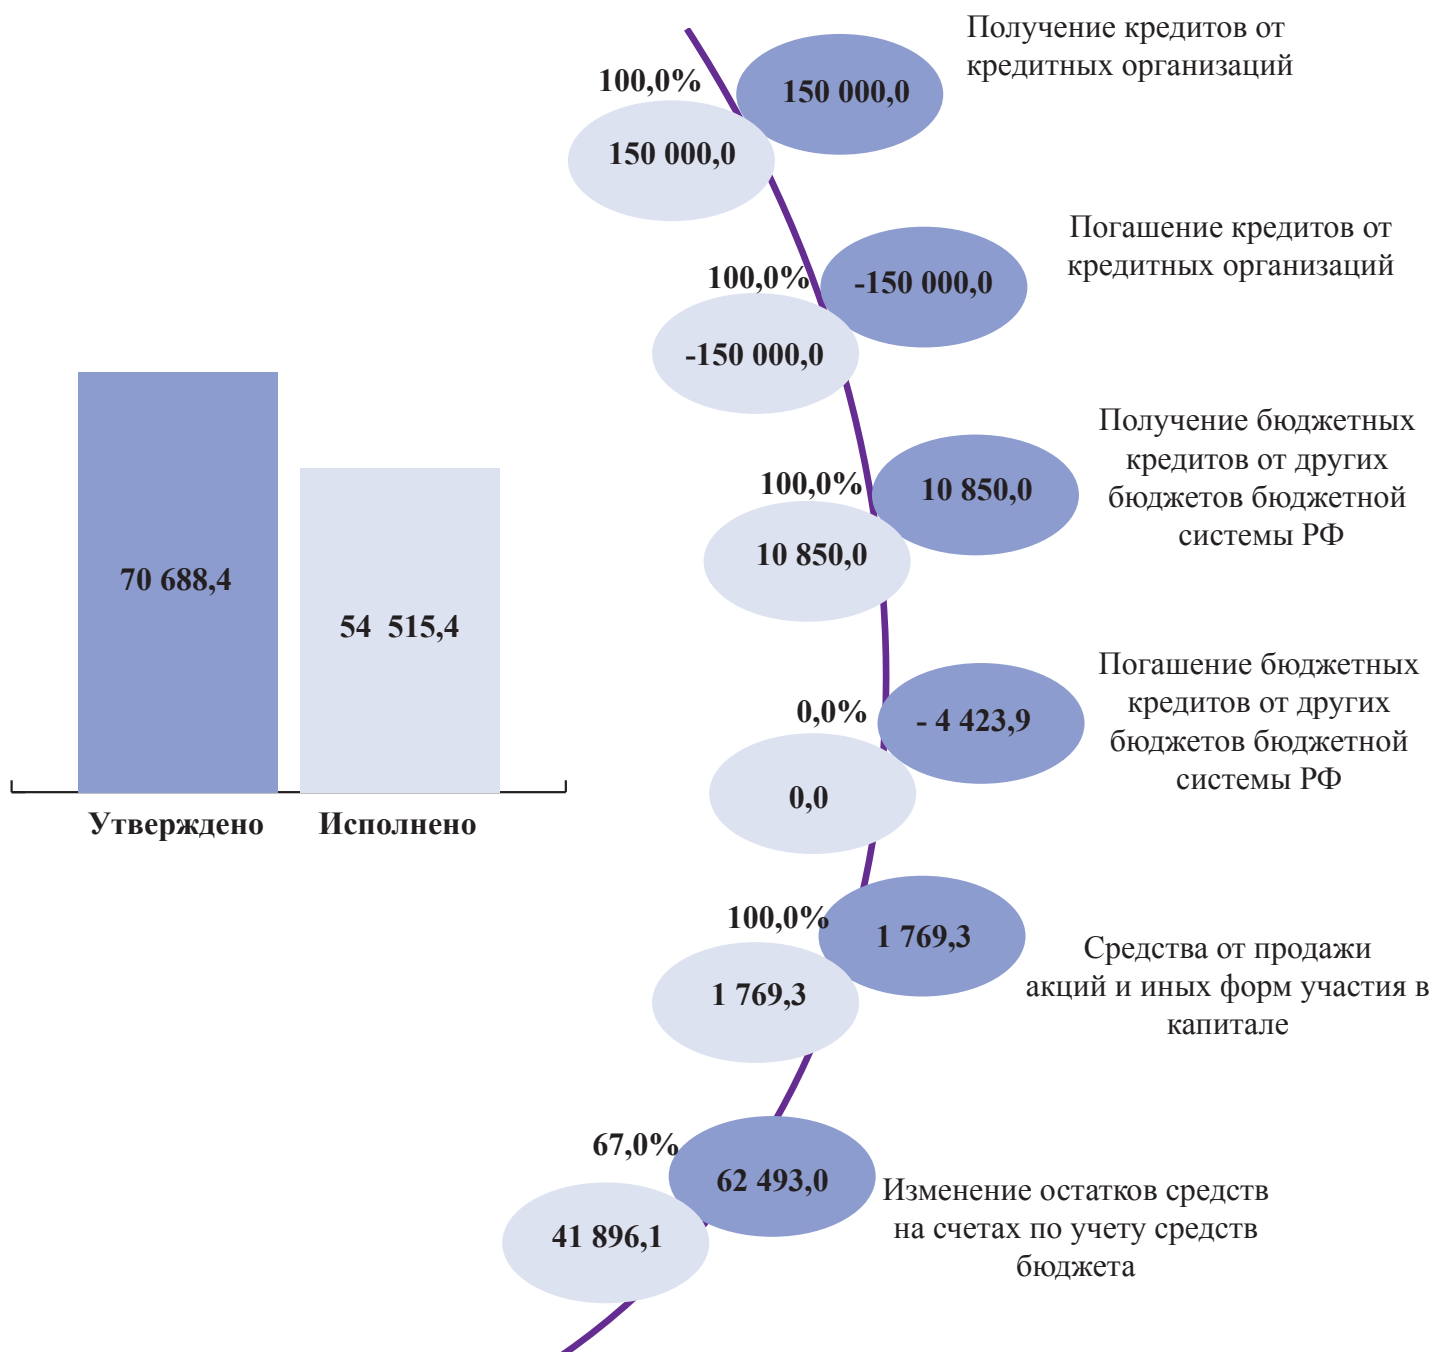 Получение кредитов от
кредитных организаций
100,0%
150 000,0
150 000,0
Погашение кредитов от
кредитных организаций
100,0%
-150 000,0
-150 000,0
Получение бюджетных
кредитов от других
бюджетов бюджетной
системы РФ
100,0%
10 850,0
10 850,0
70 688,4
54 515,4
Утверждено
Исполнено
Погашение бюджетных
кредитов от других
бюджетов бюджетной
системы РФ
0,0%
- 4 423,9
0,0
100,0%
1 769,3
1 769,3
Средства от продажи
акций и иных форм участия в
капитале
67,0%
62 493,0
41 896,1
Изменение остатков средств
на счетах по учету средств
бюджета